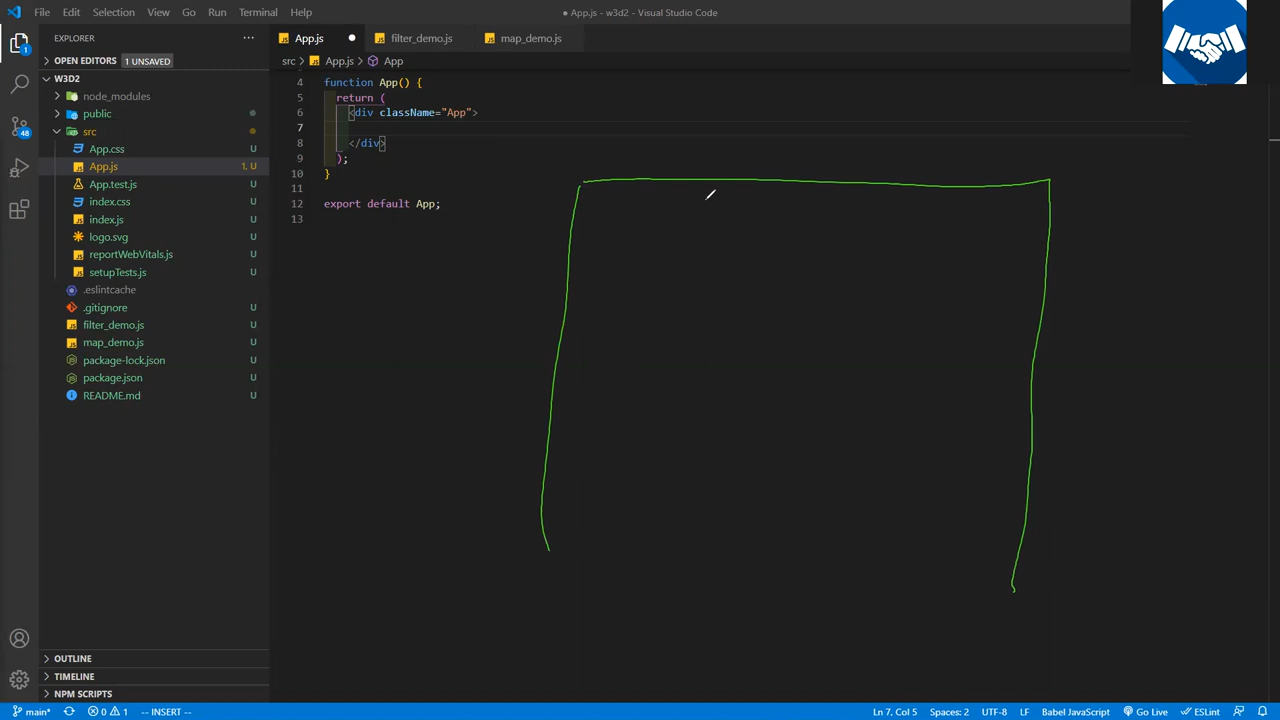 File Edit Selection View Go Run Terminal Help
● App.js - w3d2 - Visual Studio Code
EXPLORER
OPEN EDITORS 1 UNSAVED
W3D2
node_modules
public
src
App.css U
App.js 1, U
App.test.js U
index.css U
index.js U
logo.svg U
reportWebVitals.js U
setupTests.js U
.eslintcache
.gitignore U
filter_demo.js U
map_demo.js U
package-lock.json U
package.json U
README.md U
OUTLINE
TIMELINE
NPM SCRIPTS
1
48
App.js ● filter_demo.js map_demo.js
src > App.js > App
4 function App() {
5 return (
6 <div className="App">
7
8 </div>
9 );
10 }
11
12 export default App;
13
main* 0 1 -- INSERT --
Ln 7, Col 5 Spaces: 2 UTF-8 LF Babel JavaScript Go Live ESLint